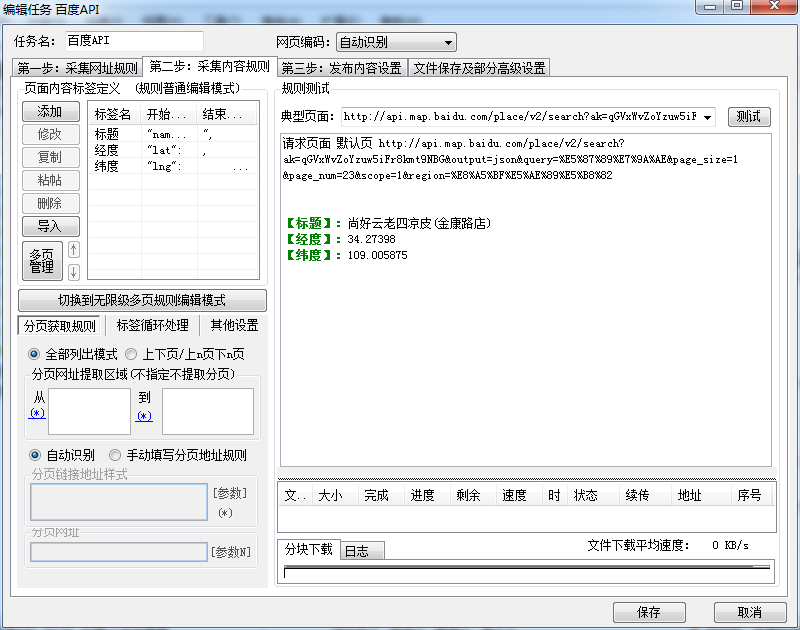 编辑任务 百度API
任务名: 百度API 网页编码: 自动识别
第一步: 采集网址规则 第二步: 采集内容规则 第三步: 发布内容设置 文件保存及部分高级设置
页面内容标签定义 (规则普通编辑模式)
添加
修改
复制
粘帖
删除
导入
多页
管理
标签名 开始... 结束...
标题 "nam... ",
经度 "lat": ,
纬度 "lng": ...
切换到无限级多页规则编辑模式
分页获取规则 标签循环处理 其他设置
全部列出模式 上下页/上n页下n页
分页网址提取区域(不指定不提取分页)
从 到
(*) (*)
自动识别 手动填写分页地址规则
分页链接地址样式
[参数]
(*)
分页网址
[参数N]
规则测试
典型页面: http://api.map.baidu.com/place/v2/search?ak=qGVxWvZoYzuw5iF 测试
请求页面 默认页 http://api.map.baidu.com/place/v2/search?
ak=qGVxWvZoYzuw5iFr8kmt9NBG&output=json&query=%E5%87%89%E7%9A%AE&page_size=1
&page_num=23&scope=1&region=%E8%A5%BF%E5%AE%89%E5%B8%82
【标题】: 尚好云老四凉皮(金康路店)
【经度】: 34.27398
【纬度】: 109.005875
文.. 大小 完成 进度 剩余 速度 时 状态 续传 地址 序号
分块下载 日志 文件下载平均速度: 0 KB/s
保存 取消